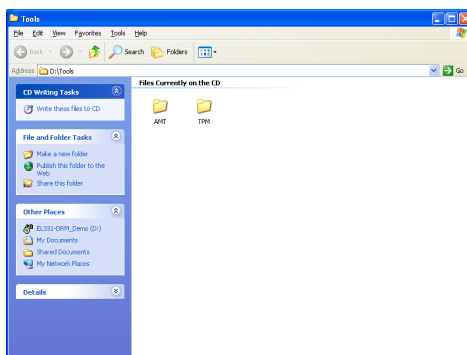 Tools
File Edit View Favorites Tools Help
Back Search Folders
Address D:\Tools Go
Files Currently on the CD
CD Writing Tasks
Write these files to CD
AMT TPM
File and Folder Tasks
Make a new folder
Publish this folder to the
Web
Share this folder
Other Places
EL331-DRM_Demo (D:)
My Documents
Shared Documents
My Network Places
Details